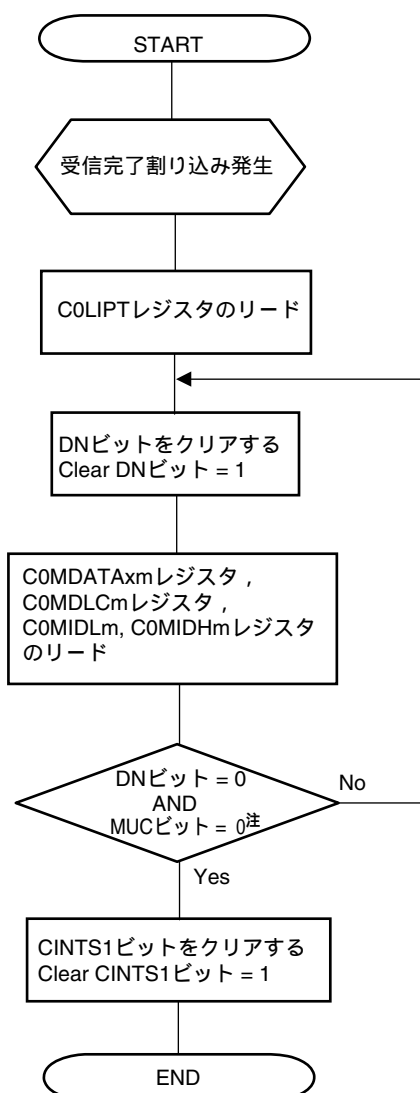 START
受信完了割り込み発生
C0LIPTレジスタのリード
DNビットをクリアする
Clear DNビット = 1
C0MDATAxmレジスタ ,
C0MDLCmレジスタ ,
C0MIDLm, C0MIDHmレジスタ
のリード
DNビット = 0
AND
MUCビット = 0注
No
Yes
CINTS1ビットをクリアする
Clear CINTS1ビット = 1
END